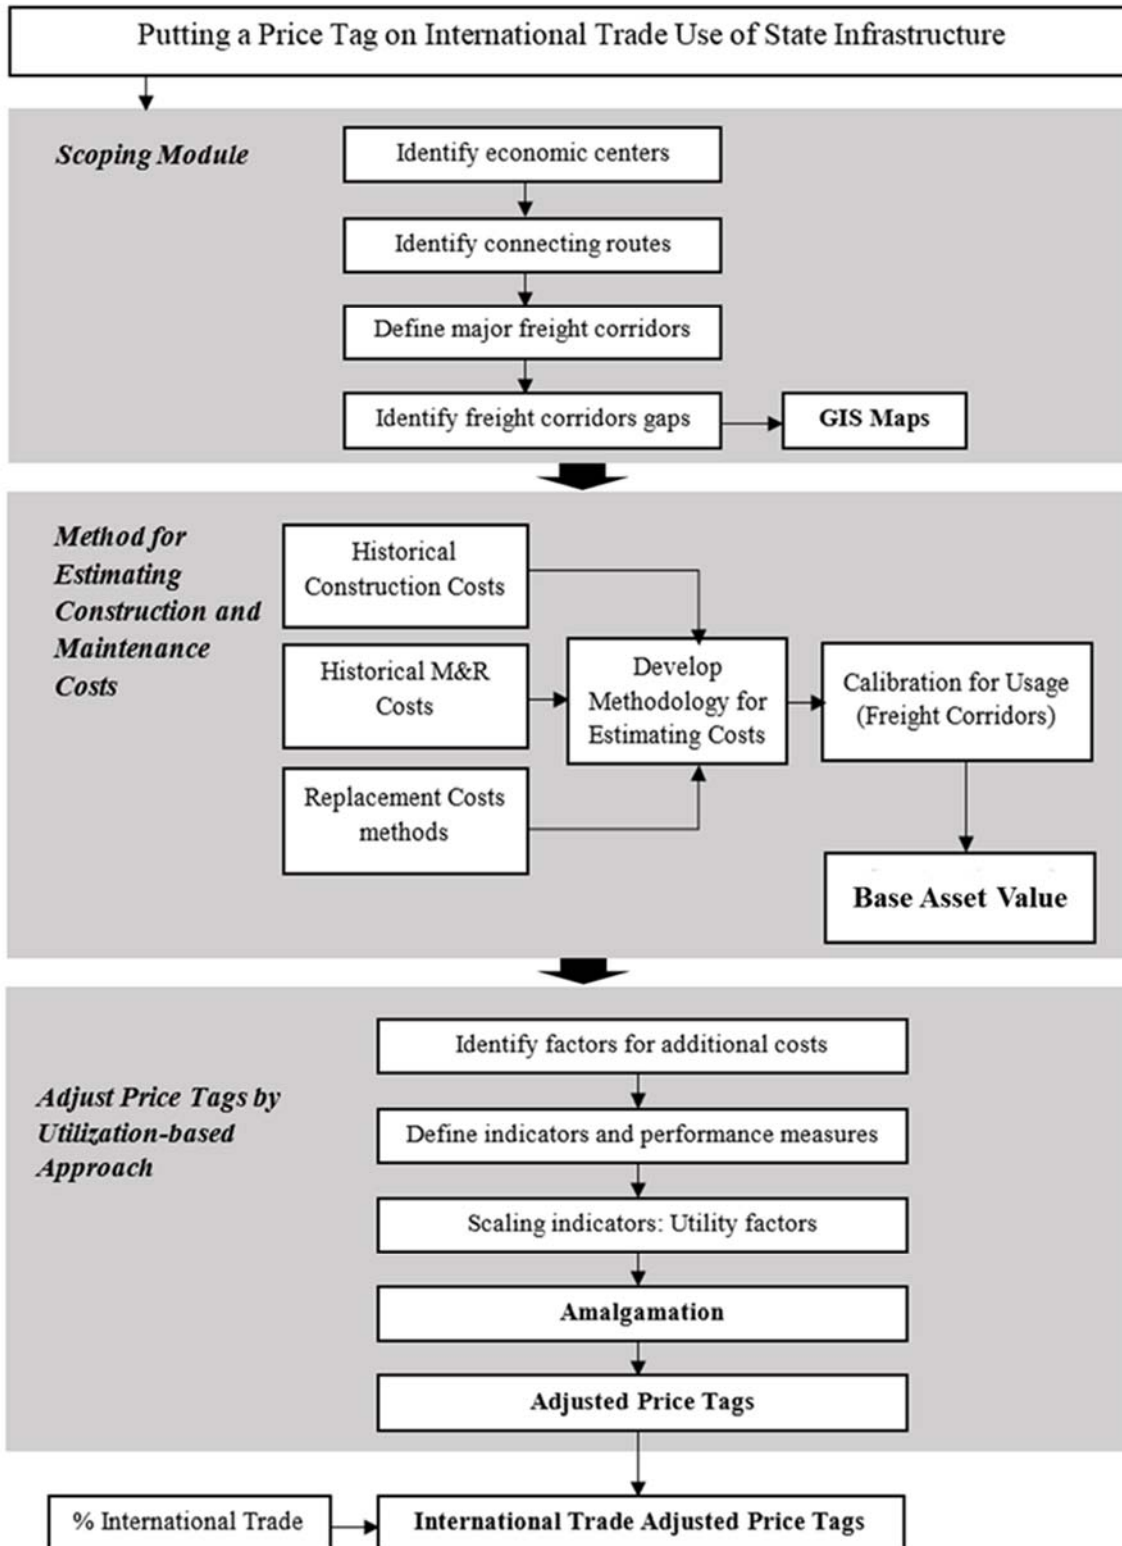 Putting a Price Tag on International Trade Use of State Infrastructure
Scoping Module
Identify economic centers
Identify connecting routes
Define major freight corridors
Identify freight corridors gaps
GIS Maps
Method for
Estimating
Construction and
Maintenance
Costs
Historical
Construction Costs
Historical M&R
Costs
Replacement Costs
methods
Develop
Methodology for
Estimating Costs
Calibration for Usage
(Freight Corridors)
Base Asset Value
Adjust Price Tags by
Utilization-based
Approach
Identify factors for additional costs
Define indicators and performance measures
Scaling indicators: Utility factors
Amalgamation
Adjusted Price Tags
% International Trade
International Trade Adjusted Price Tags